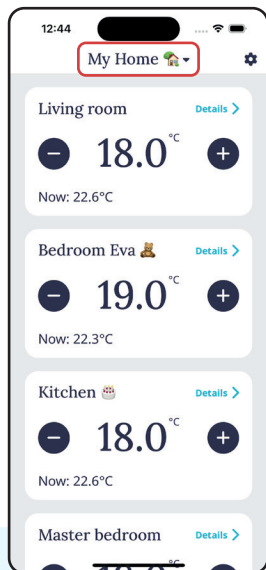 12:44
My Home 🏡
Living room Details
18.0 °C
Now: 22.6°C
Bedroom Eva 🧸 Details
19.0 °C
Now: 22.3°C
Kitchen 🎂 Details
18.0 °C
Now: 22.6°C
Master bedroom Details
°C